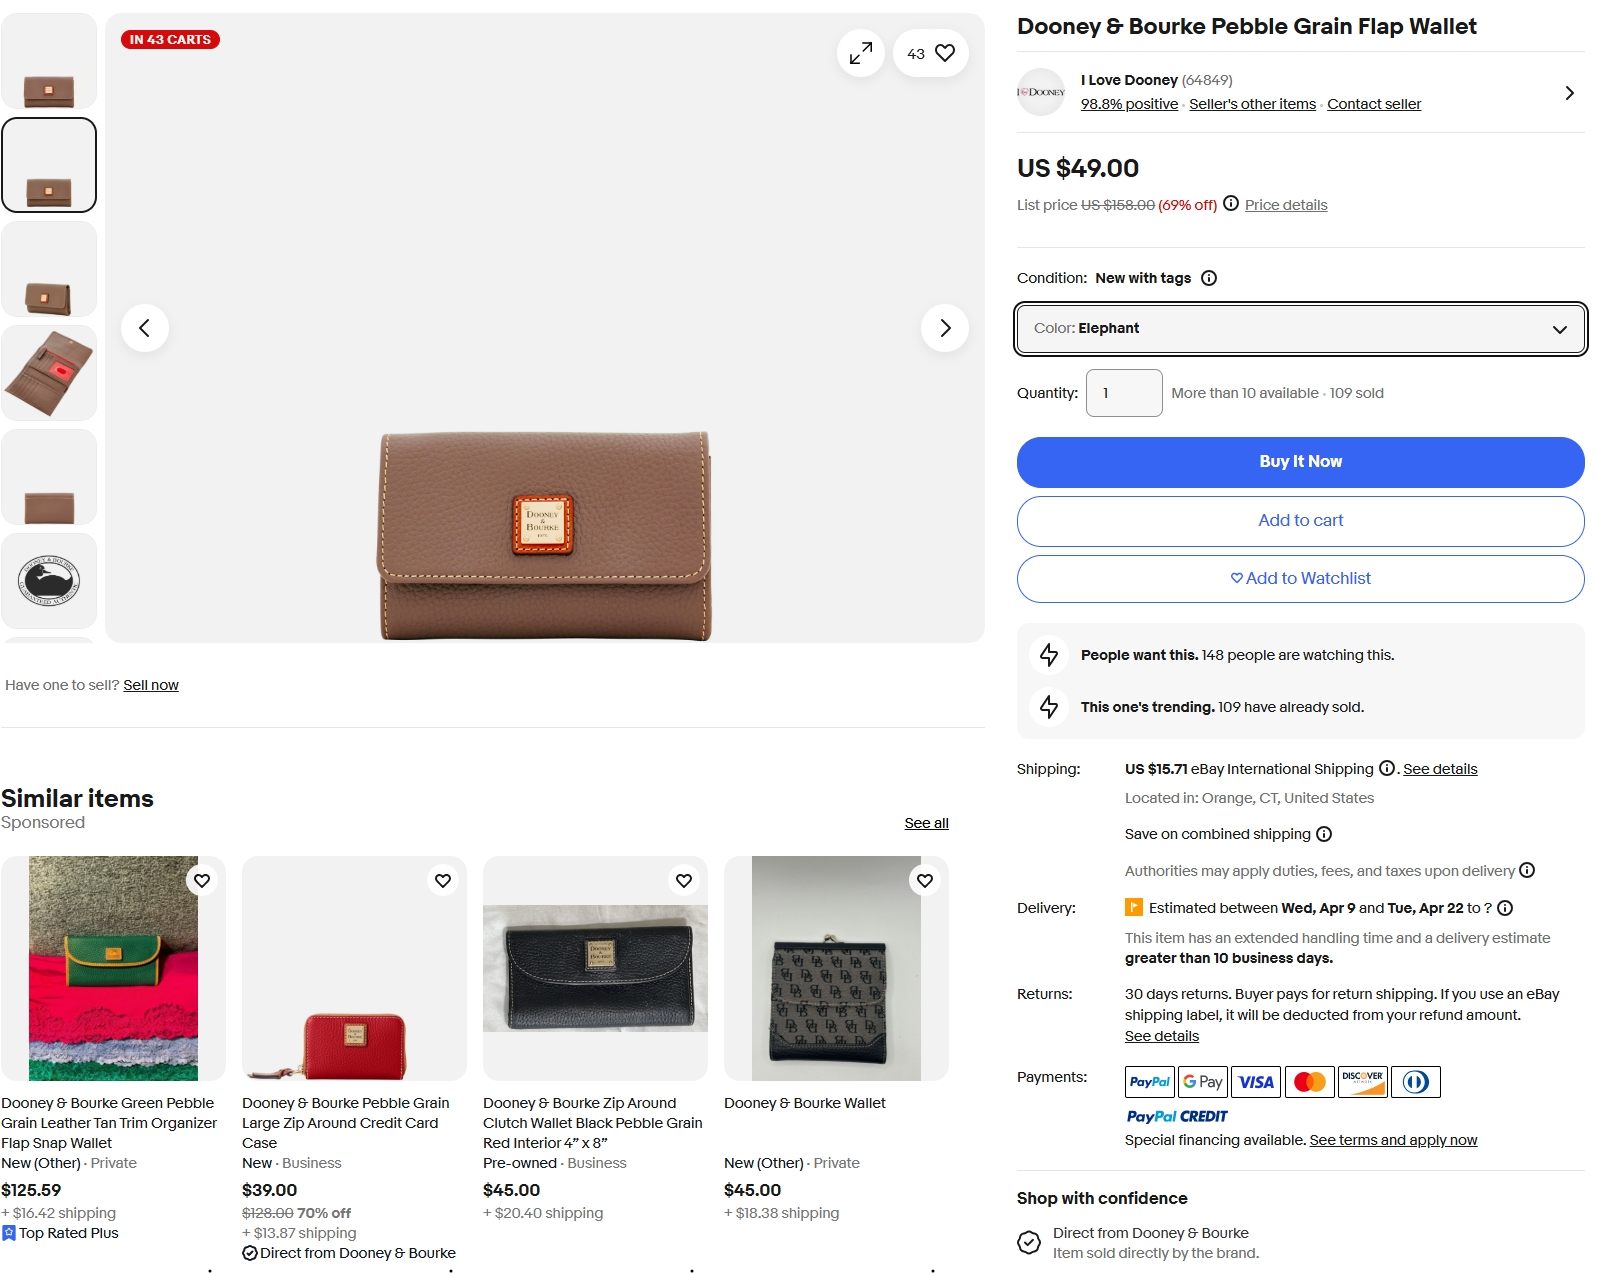 IN 43 CARTS
43
DOONEY
&
BOURKE
Have one to sell? Sell now
Dooney & Bourke Pebble Grain Flap Wallet
I ♥ DOONEY
I Love Dooney (64849)
98.8% positive · Seller's other items · Contact seller
US $49.00
List price US $158.00 (69% off) Price details
Condition: New with tags
Color: Elephant
Quantity: 1 More than 10 available · 109 sold
Buy It Now
Add to cart
Add to Watchlist
People want this. 148 people are watching this.
This one's trending. 109 have already sold.
Shipping: US $15.71 eBay International Shipping . See details
Located in: Orange, CT, United States
Save on combined shipping
Authorities may apply duties, fees, and taxes upon delivery
Delivery: Estimated between Wed, Apr 9 and Tue, Apr 22 to ?
This item has an extended handling time and a delivery estimate
greater than 10 business days.
Returns: 30 days returns. Buyer pays for return shipping. If you use an eBay
shipping label, it will be deducted from your refund amount.
See details
Payments: PayPal G Pay VISA DISCOVER
PayPal CREDIT
Special financing available. See terms and apply now
Shop with confidence
Direct from Dooney & Bourke
Item sold directly by the brand.
Similar items
Sponsored
See all
Dooney & Bourke Green Pebble
Grain Leather Tan Trim Organizer
Flap Snap Wallet
New (Other) · Private
$125.59
+ $16.42 shipping
Top Rated Plus
Dooney & Bourke Pebble Grain
Large Zip Around Credit Card
Case
New · Business
$39.00
$128.00 70% off
+ $13.87 shipping
Direct from Dooney & Bourke
Dooney & Bourke Zip Around
Clutch Wallet Black Pebble Grain
Red Interior 4” x 8”
Pre-owned · Business
$45.00
+ $20.40 shipping
Dooney & Bourke Wallet
New (Other) · Private
$45.00
+ $18.38 shipping